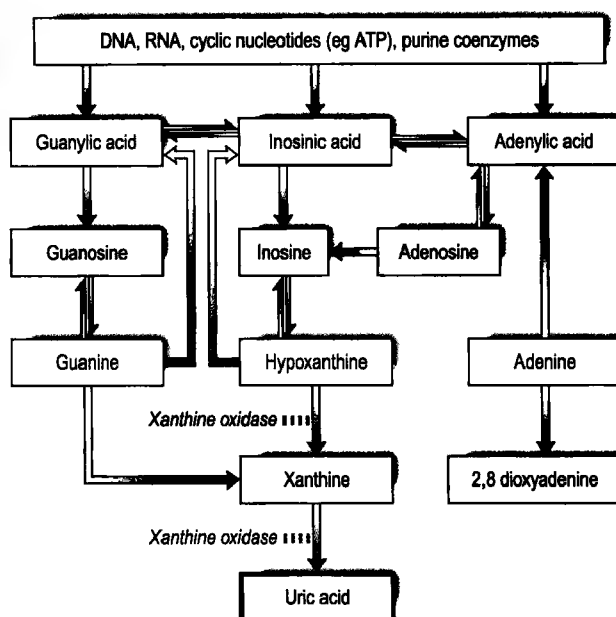 DNA, RNA, cyclic nucleotides (eg ATP), purine coenzymes
Guanylic acid
Inosinic acid
Adenylic acid
Guanosine
Inosine
Adenosine
Guanine
Hypoxanthine
Adenine
Xanthine oxidase
Xanthine
2,8 dioxyadenine
Xanthine oxidase
Uric acid